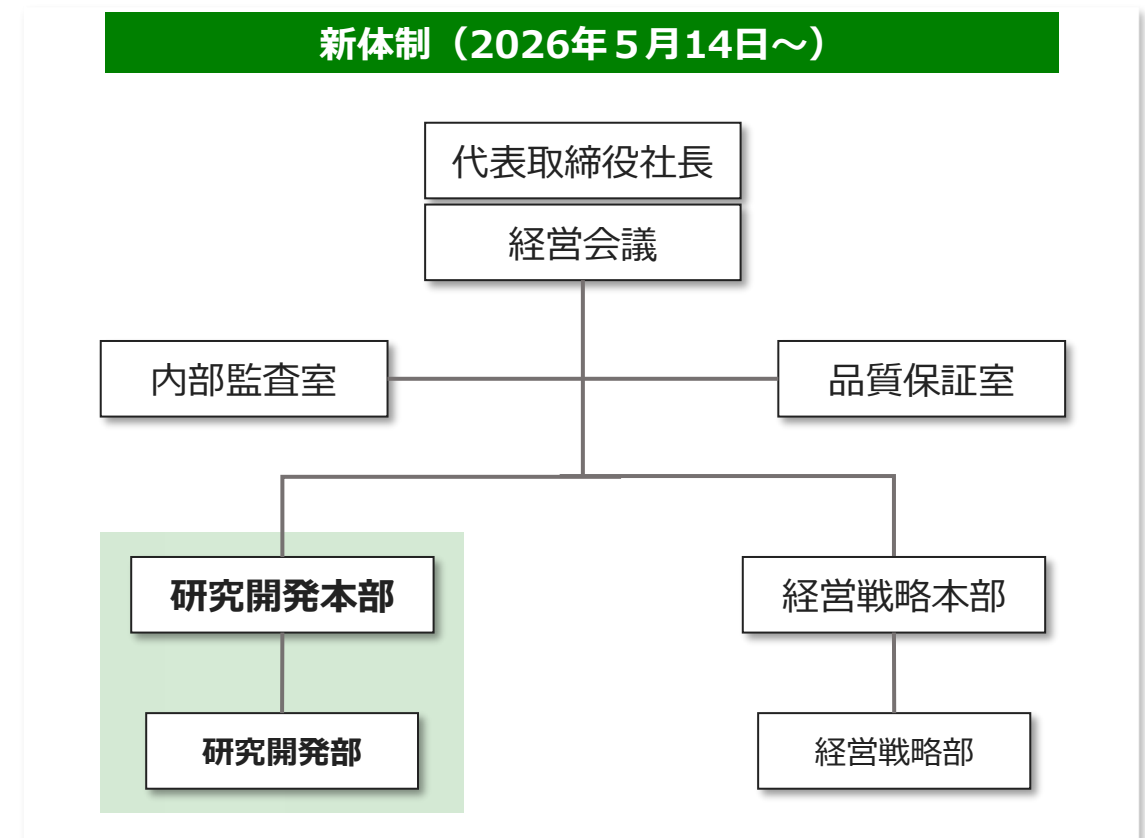 新体制（2026年５月14日～）
代表取締役社長
経営会議
内部監査室
品質保証室
研究開発本部
経営戦略本部
研究開発部
経営戦略部